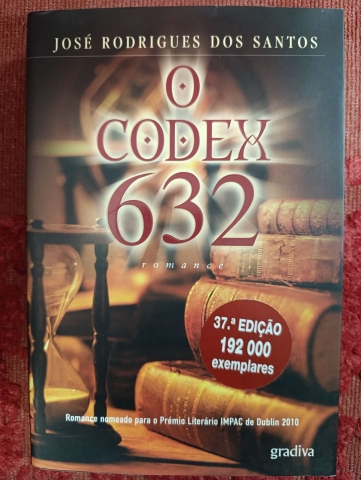 JOSÉ RODRIGUES DOS SANTOS
O
CODEX
632
romance
37.ª EDIÇÃO
192 000
exemplares
Romance nomeado para o Prémio Literário IMPAC de Dublin 2010
gradiva